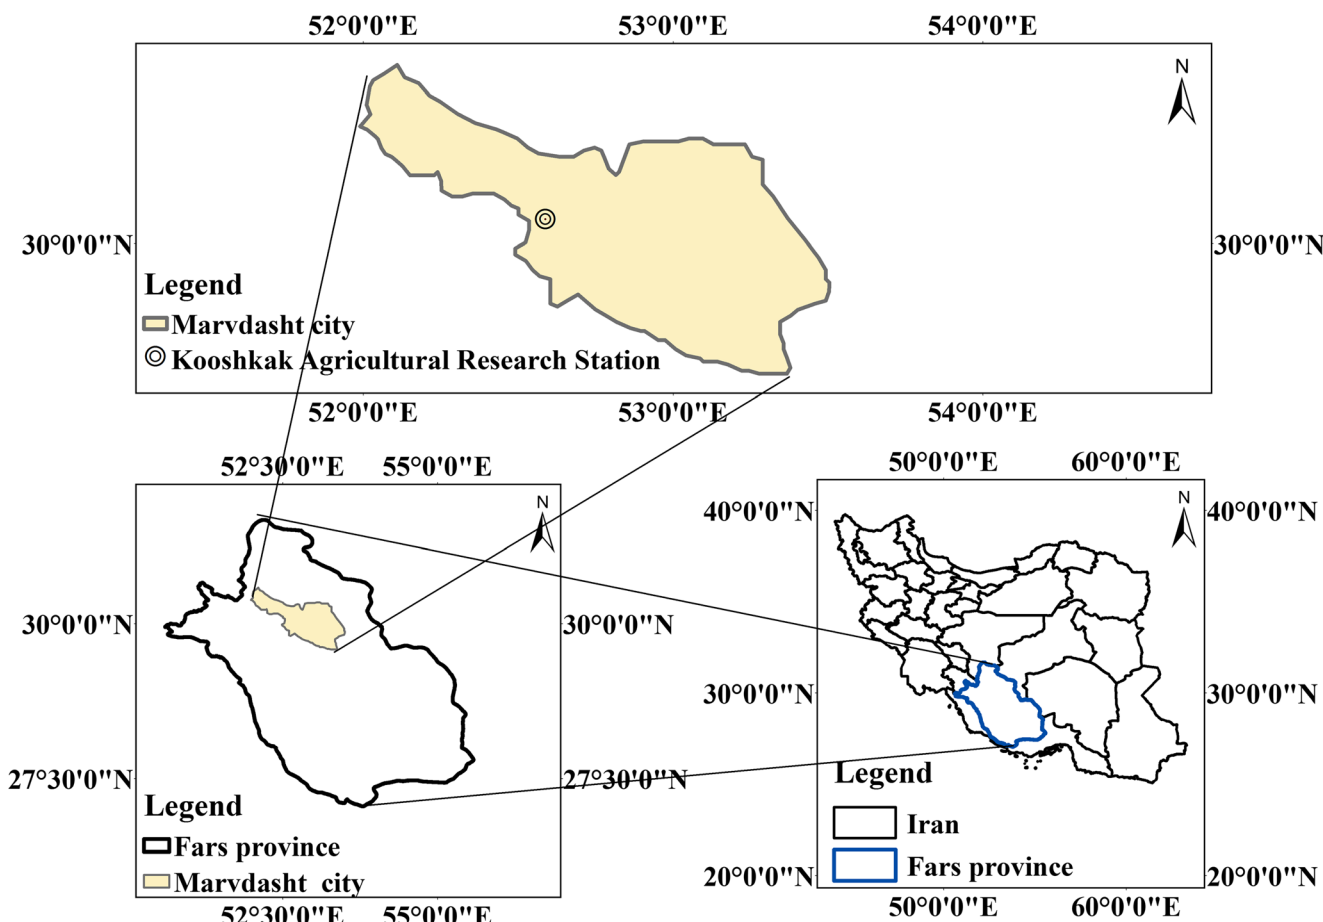 52°0'0"E 53°0'0"E 54°0'0"E
N
30°0'0"N 30°0'0"N
Legend
Marvdasht city
Kooshkak Agricultural Research Station
52°0'0"E 53°0'0"E 54°0'0"E
52°30'0"E 55°0'0"E
N
30°0'0"N 30°0'0"N
27°30'0"N 27°30'0"N
Legend
Fars province
Marvdasht city
52°30'0"E 55°0'0"E
50°0'0"E 60°0'0"E
N
40°0'0"N 40°0'0"N
30°0'0"N 30°0'0"N
Legend
Iran
Fars province
20°0'0"N 20°0'0"N
50°0'0"E 60°0'0"E